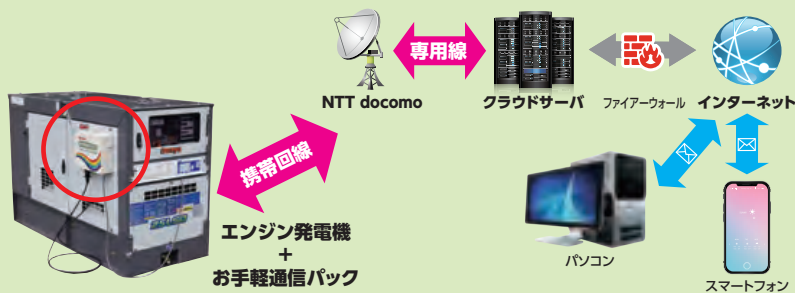 専用線
NTT docomo
クラウドサーバ
ファイアーウォール
インターネット
携帯回線
エンジン発電機
+
お手軽通信パック
パソコン
スマートフォン